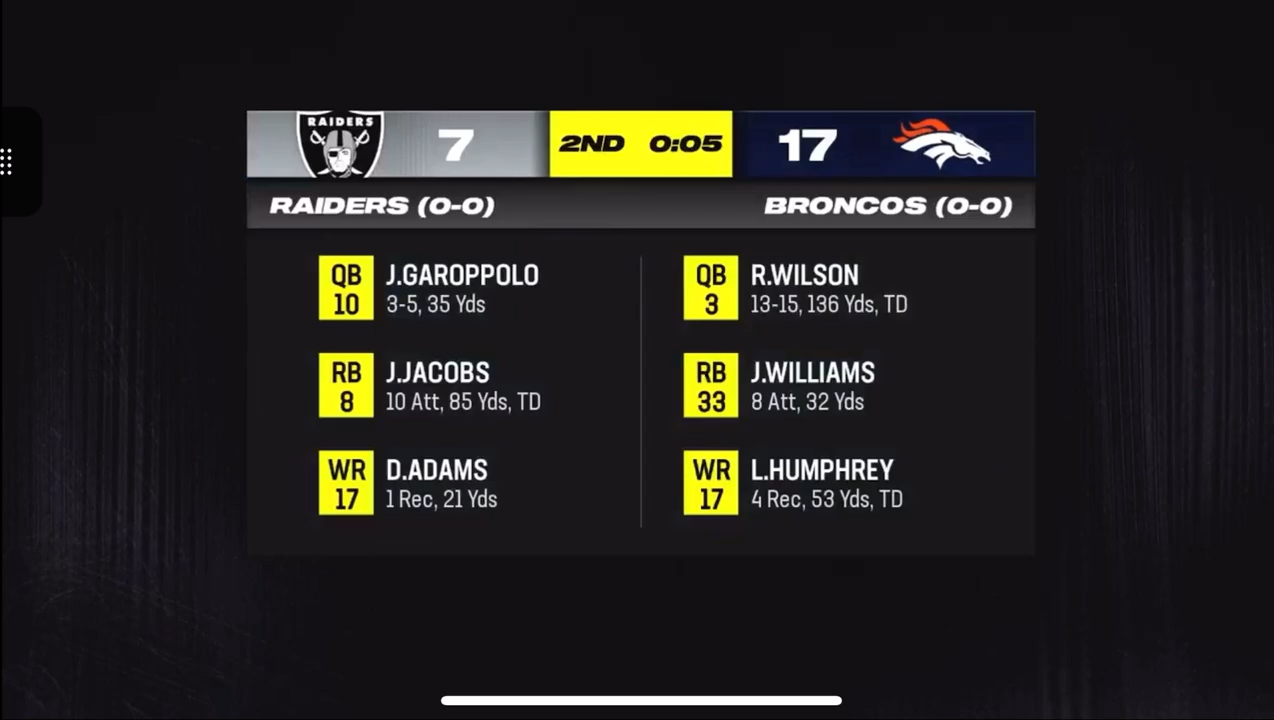 RAIDERS
7
2ND 0:05
17
RAIDERS (0-0)
BRONCOS (0-0)
QB
10
J.GAROPPOLO
3-5, 35 Yds
RB
8
J.JACOBS
10 Att, 85 Yds, TD
WR
17
D.ADAMS
1 Rec, 21 Yds
QB
3
R.WILSON
13-15, 136 Yds, TD
RB
33
J.WILLIAMS
8 Att, 32 Yds
WR
17
L.HUMPHREY
4 Rec, 53 Yds, TD